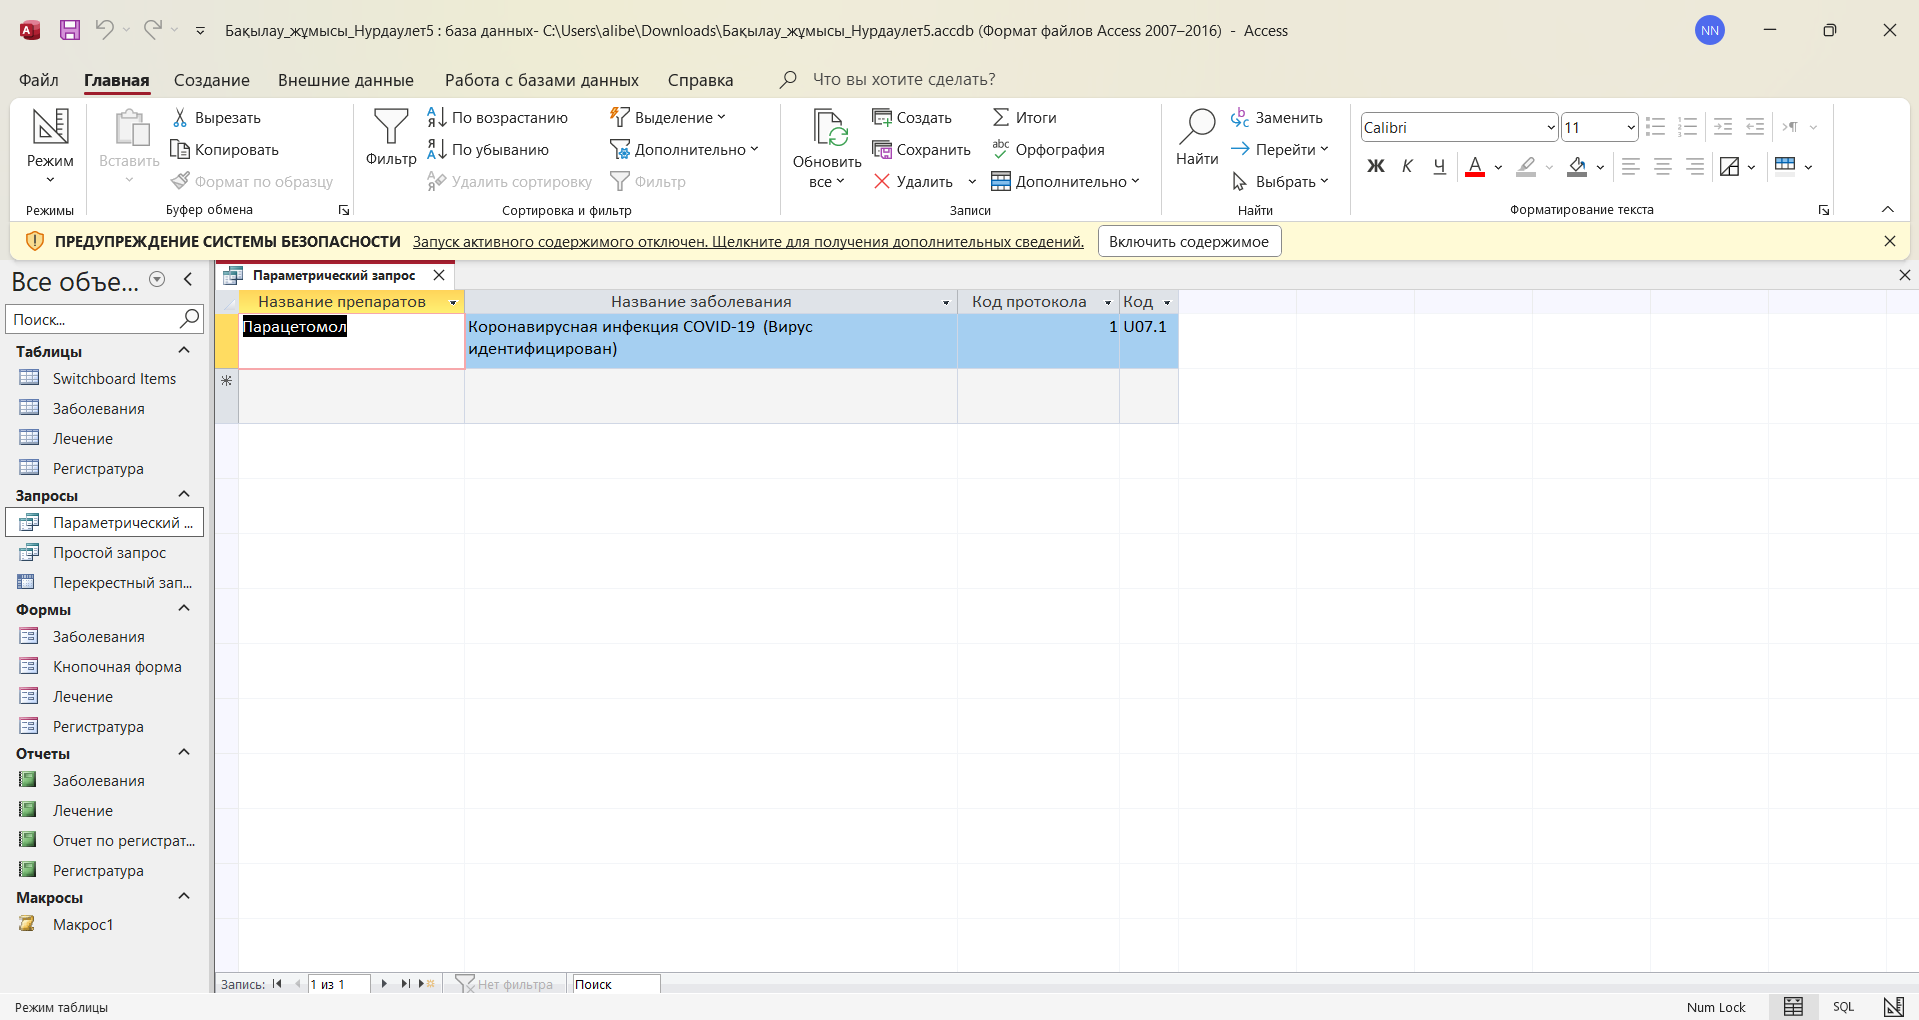 Бақылау_жұмысы_Нурдаулет5 : база данных- C:\Users\alibe\Downloads\Бақылау_жұмысы_Нурдаулет5.accdb (Формат файлов Access 2007–2016) - Access
NN
Файл Главная Создание Внешние данные Работа с базами данных Справка Что вы хотите сделать?
Режим
Режимы
Вставить
Вырезать
Копировать
Формат по образцу
Буфер обмена
Фильтр
По возрастанию
По убыванию
Удалить сортировку
Выделение
Дополнительно
Фильтр
Сортировка и фильтр
Обновить
все
Создать
Сохранить
Удалить
Итоги
Орфография
Дополнительно
Записи
Найти
Заменить
Перейти
Выбрать
Найти
Calibri 11
Ж К Ч А
Форматирование текста
ПРЕДУПРЕЖДЕНИЕ СИСТЕМЫ БЕЗОПАСНОСТИ Запуск активного содержимого отключен. Щелкните для получения дополнительных сведений. Включить содержимое
Все объе...
Поиск...
Таблицы
Switchboard Items
Заболевания
Лечение
Регистратура
Запросы
Параметрический ...
Простой запрос
Перекрестный зап...
Формы
Заболевания
Кнопочная форма
Лечение
Регистратура
Отчеты
Заболевания
Лечение
Отчет по регистрат...
Регистратура
Макросы
Макрос1
Параметрический запрос
Название препаратов Название заболевания Код протокола Код
Парацетомол Коронавирусная инфекция COVID-19 (Вирус 1 U07.1
идентифицирован)
Запись: 1 из 1 Нет фильтра Поиск
Режим таблицы Num Lock SQL